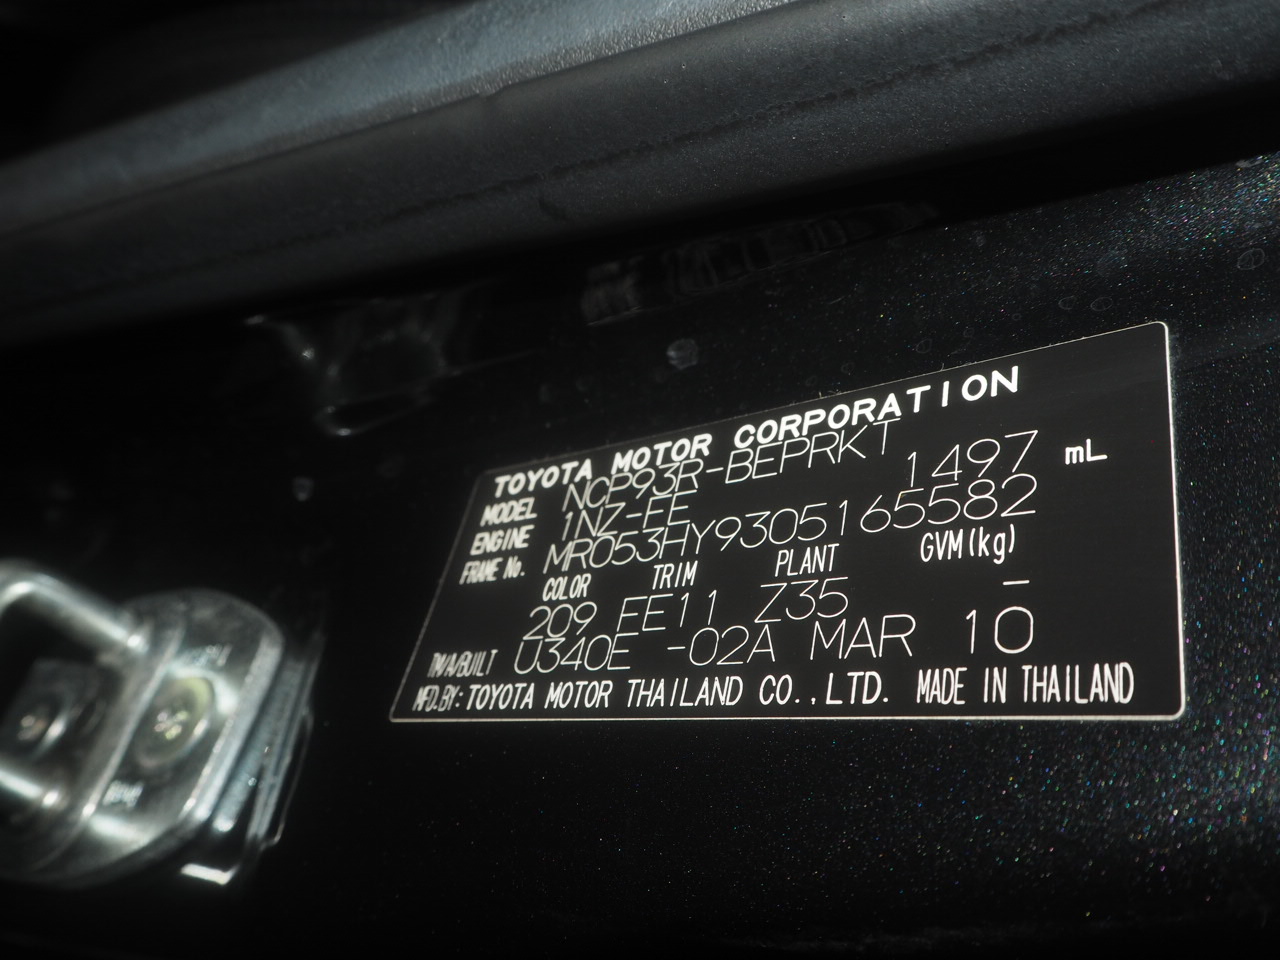 TOYOTA MOTOR CORPORATION
MODEL NCP93R-BEPRKT
ENGINE 1NZ-FE 1497 mL
FRAME No. MR053HY9305165582
COLOR TRIM PLANT GVM(kg)
209 FE11 Z35 –
TM/A/BUILT U340E -02A MAR 10
MFD.BY: TOYOTA MOTOR THAILAND CO.,LTD. MADE IN THAILAND